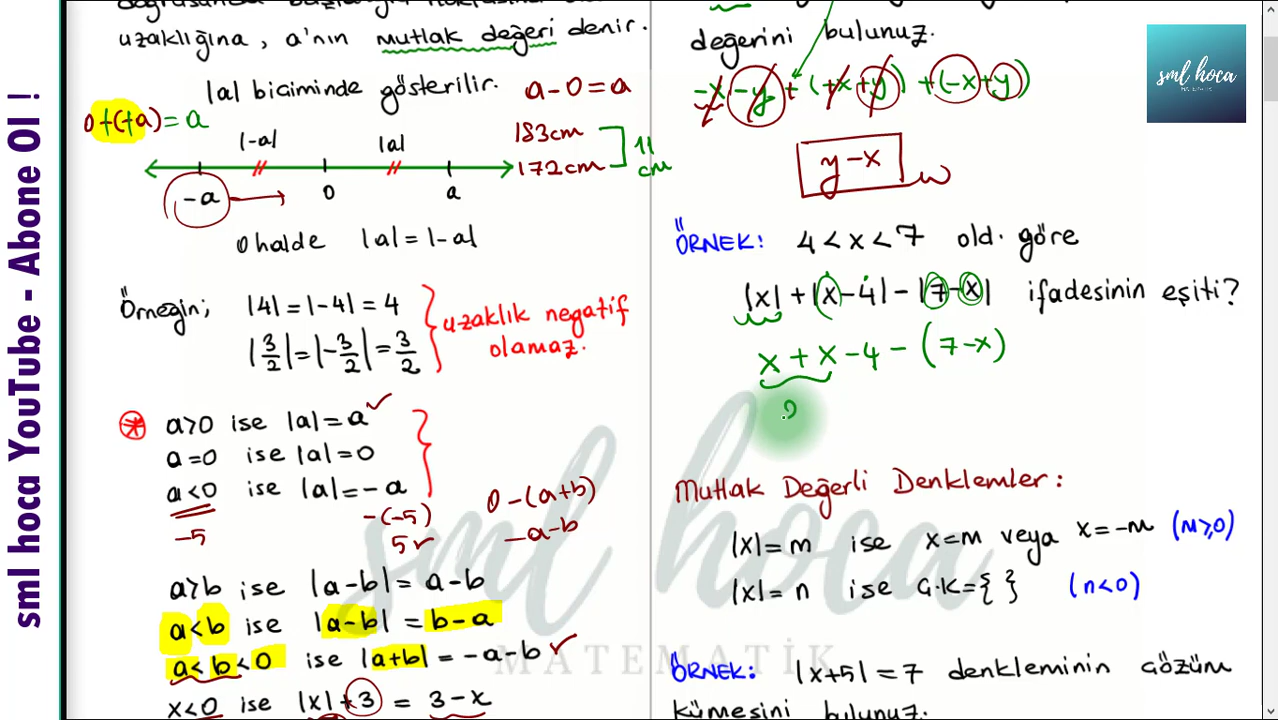 sml hoca YouTube - Abone Ol !
uzaklığına, a'nın mutlak değeri denir.
|a| biçiminde gösterilir. a-0=a
0+(+a)=a
183cm
172cm
11 cm
|-a| |a|
-a 0 a
O halde |a|=|-a|
Örneğin; |4|=|-4|=4
|3/2|=|-3/2|=3/2
uzaklık negatif
olamaz.
* a>0 ise |a|=a
a=0 ise |a|=0
a<0 ise |a|=-a
-5
-(-5)
5
0-(a+b)
-a-b
a>b ise |a-b|=a-b
a<b ise |a-b|=b-a
a<b<0 ise |a+b|=-a-b
x<0 ise |x|+3 = 3-x
değerini bulunuz.
-x-y+(+x+y)+(-x+y)
y-x
ÖRNEK: 4<x<7 old. göre
|x|+|x-4|-|7-x| ifadesinin eşiti?
x+x-4-(7-x)
2
Mutlak Değerli Denklemler:
|x|=m ise x=m veya x=-m (m≥0)
|x|=n ise Ç.K={ } (n<0)
ÖRNEK: |x+5|=7 denkleminin çözüm
kümesini bulunuz.
sml hoca
MATEMATİK
sml hoca
MATEMATİK